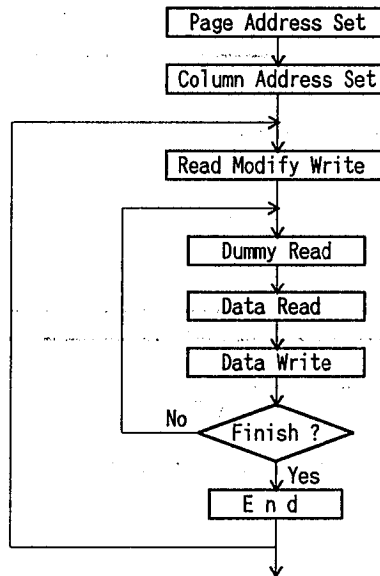 Page Address Set
Column Address Set
Read Modify Write
Dummy Read
Data Read
Data Write
No
Finish ?
Yes
E n d